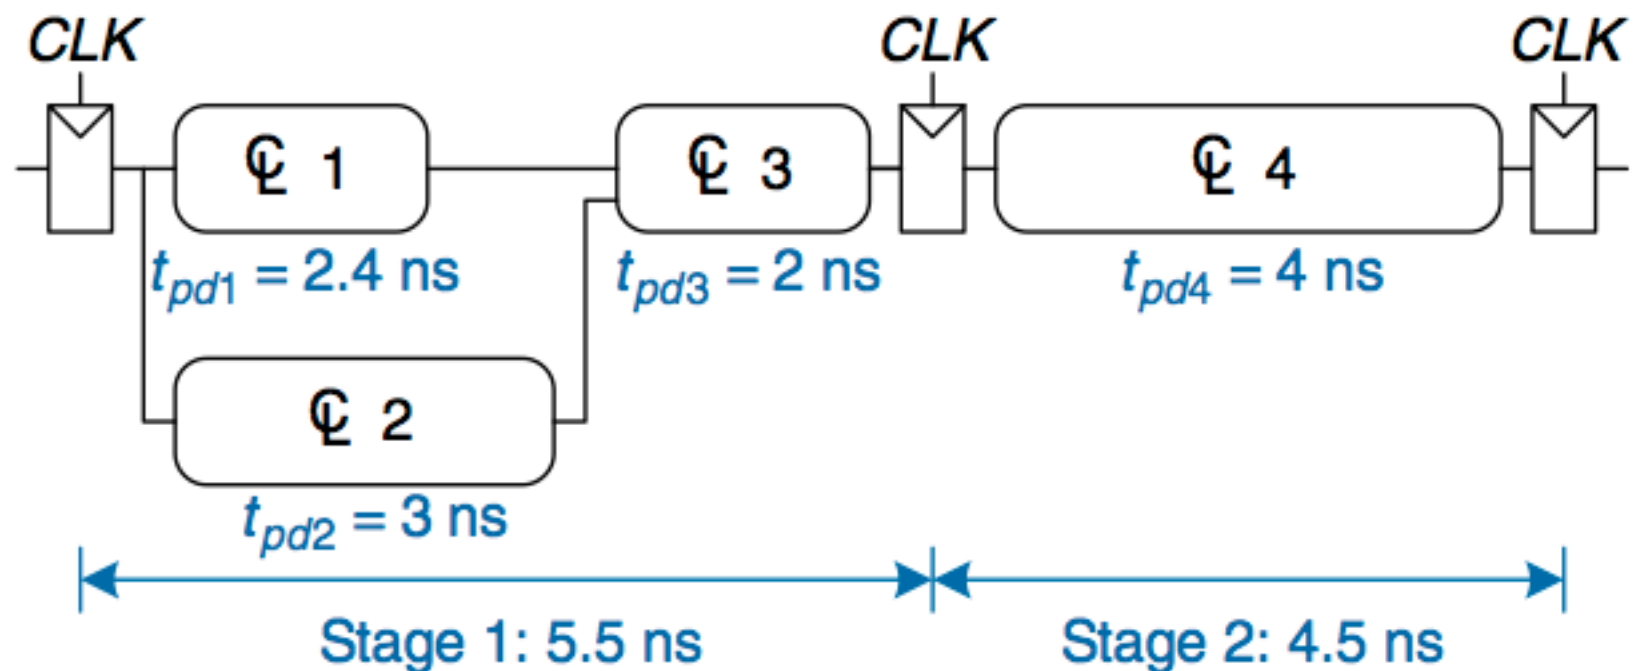 CLK CLK CLK
CL 1 CL 3 CL 4
tpd1 = 2.4 ns tpd3 = 2 ns tpd4 = 4 ns
CL 2
tpd2 = 3 ns
Stage 1: 5.5 ns Stage 2: 4.5 ns